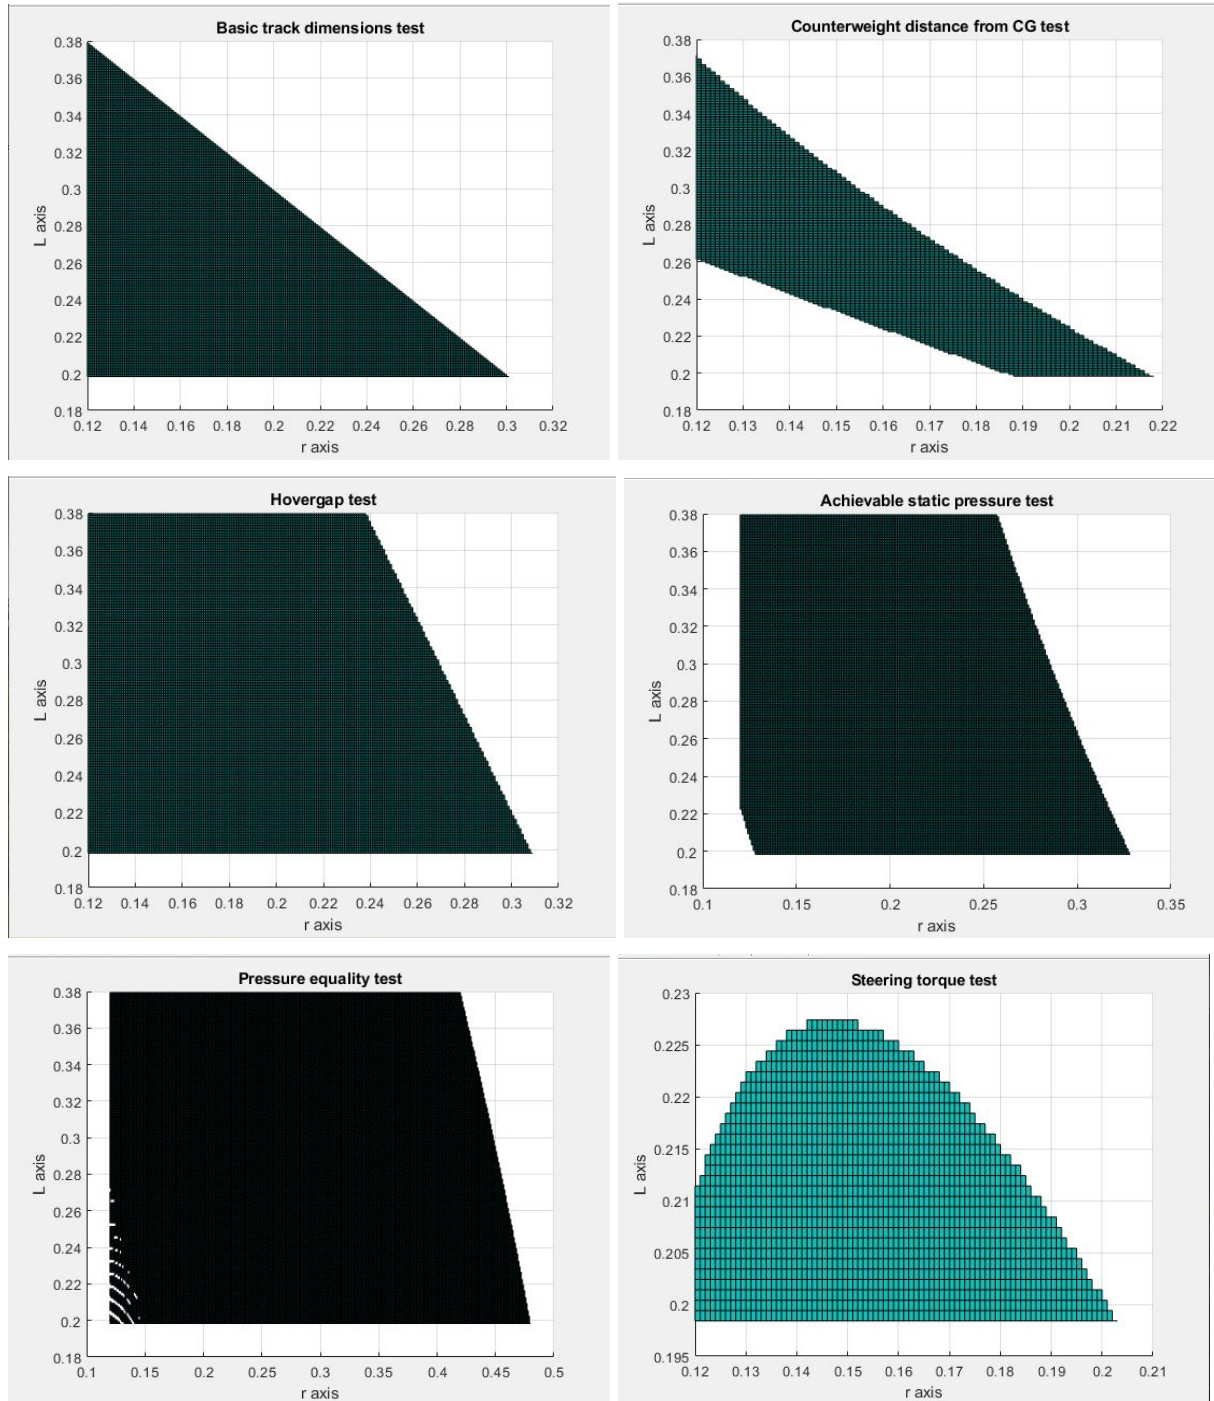 Basic track dimensions test
0.38
0.36
0.34
0.32
0.3
0.28
0.26
0.24
0.22
0.2
0.18
L axis
0.12 0.14 0.16 0.18 0.2 0.22 0.24 0.26 0.28 0.3 0.32
r axis
Counterweight distance from CG test
0.38
0.36
0.34
0.32
0.3
0.28
0.26
0.24
0.22
0.2
0.18
L axis
0.12 0.13 0.14 0.15 0.16 0.17 0.18 0.19 0.2 0.21 0.22
r axis
Hovergap test
0.38
0.36
0.34
0.32
0.3
0.28
0.26
0.24
0.22
0.2
0.18
L axis
0.12 0.14 0.16 0.18 0.2 0.22 0.24 0.26 0.28 0.3 0.32
r axis
Achievable static pressure test
0.38
0.36
0.34
0.32
0.3
0.28
0.26
0.24
0.22
0.2
0.18
L axis
0.1 0.15 0.2 0.25 0.3 0.35
r axis
Pressure equality test
0.38
0.36
0.34
0.32
0.3
0.28
0.26
0.24
0.22
0.2
0.18
L axis
0.1 0.15 0.2 0.25 0.3 0.35 0.4 0.45 0.5
r axis
Steering torque test
0.23
0.225
0.22
0.215
0.21
0.205
0.2
0.195
L axis
0.12 0.13 0.14 0.15 0.16 0.17 0.18 0.19 0.2 0.21
r axis